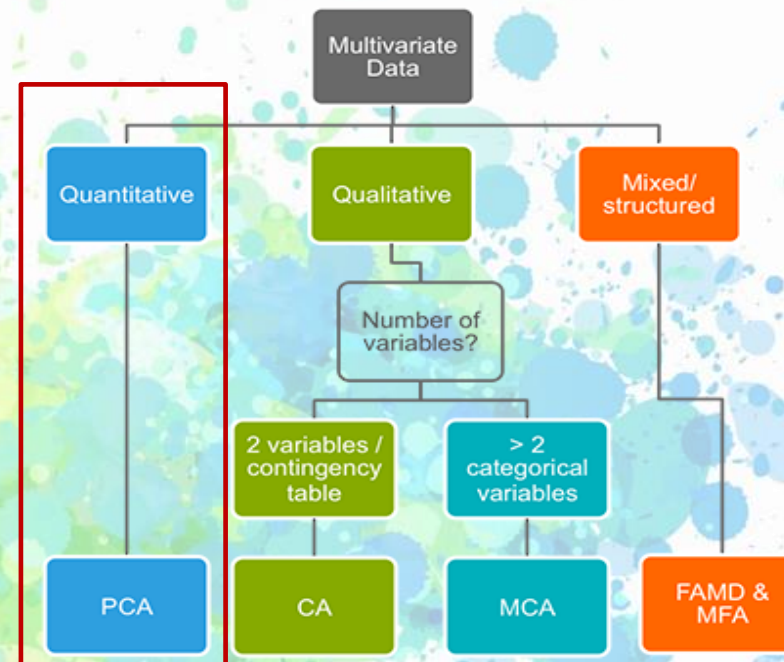 Multivariate
Data
Quantitative
Qualitative
Mixed/
structured
Number of
variables?
2 variables /
contingency
table
> 2
categorical
variables
PCA
CA
MCA
FAMD &
MFA